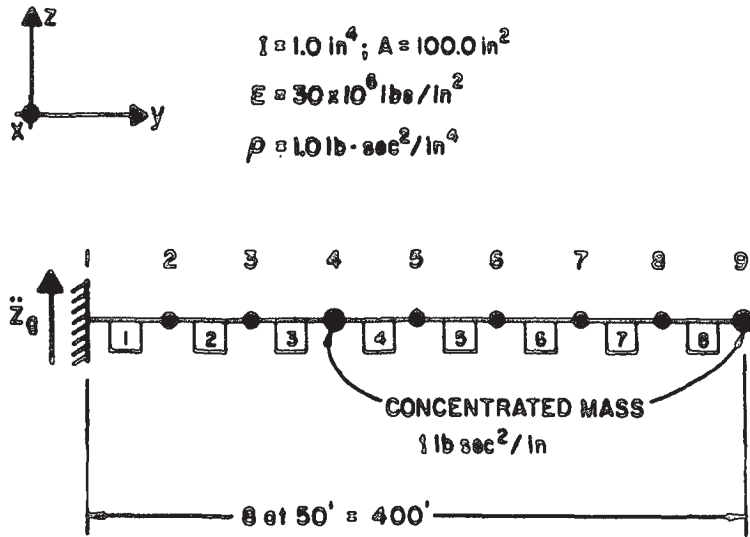 z
y
x
I = 1.0 in⁴; A = 100.0 in²
E = 30 x 10⁶ lbs/in²
ρ = 1.0 lb · sec²/in⁴
1 2 3 4 5 6 7 8 9
1 2 3 4 5 6 7 8
CONCENTRATED MASS
1 lb sec²/in
8 at 50' = 400'